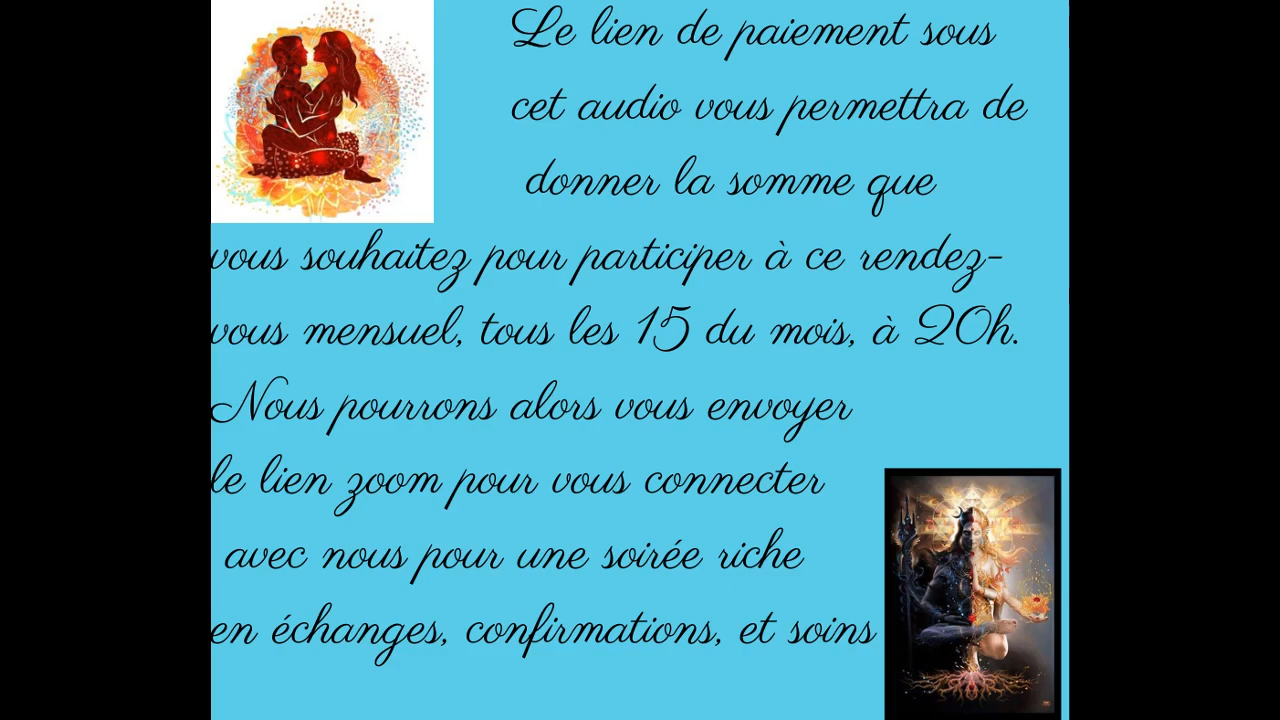 Le lien de paiement sous
cet audio vous permettra de
donner la somme que
vous souhaitez pour participer à ce rendez-
vous mensuel, tous les 15 du mois, à 20h.
Nous pourrons alors vous envoyer
le lien zoom pour vous connecter
avec nous pour une soirée riche
en échanges, confirmations, et soins